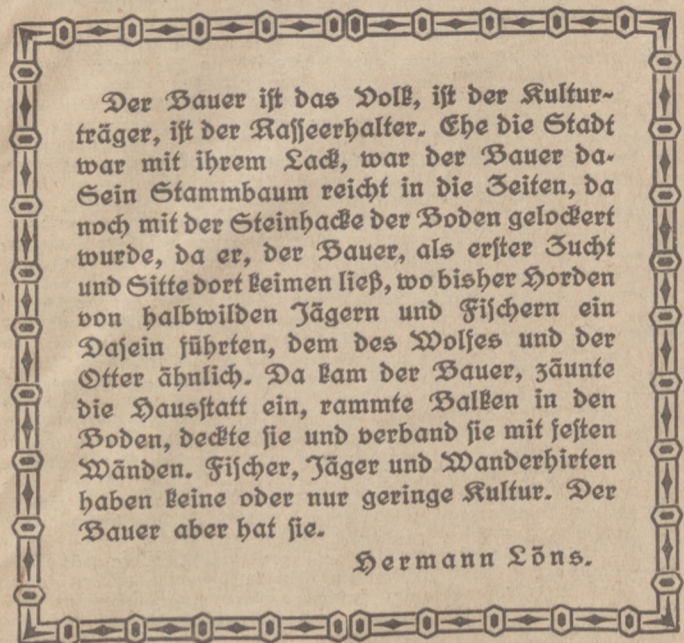 Der Bauer ist das Volk, ist der Kultur-
träger, ist der Rasseerhalter. Ehe die Stadt
war mit ihrem Lack, war der Bauer da.
Sein Stammbaum reicht in die Zeiten, da
noch mit der Steinhacke der Boden gelockert
wurde, da er, der Bauer, als erster Zucht
und Sitte dort keimen ließ, wo bisher Horden
von halbwilden Jägern und Fischern ein
Dasein führten, dem des Wolfes und der
Otter ähnlich. Da kam der Bauer, zäunte
die Hausstatt ein, rammte Balken in den
Boden, deckte sie und verband sie mit festen
Wänden. Fischer, Jäger und Wanderhirten
haben keine oder nur geringe Kultur. Der
Bauer aber hat sie.
Hermann Löns.